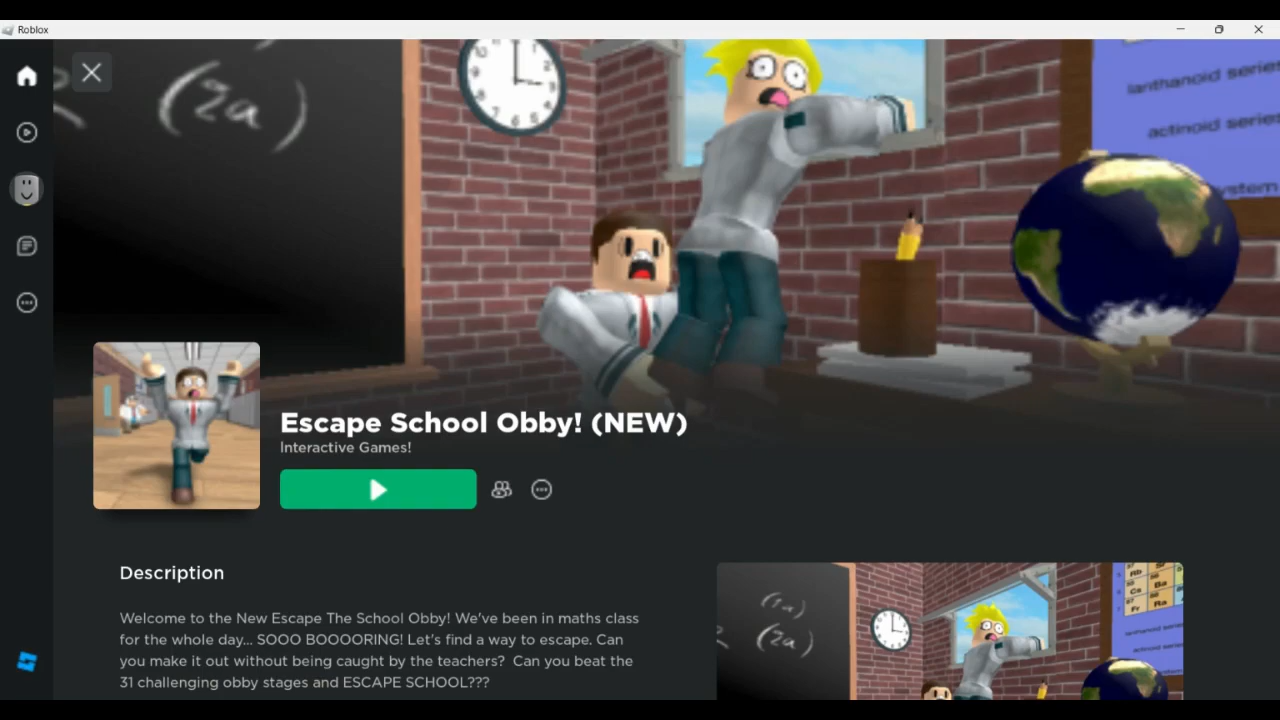 Roblox
(2a)
lanthanoid series
actinoid series
Escape School Obby! (NEW)
Interactive Games!
Description
Welcome to the New Escape The School Obby! We've been in maths class
for the whole day... SOOO BOOOORING! Let's find a way to escape. Can
you make it out without being caught by the teachers?  Can you beat the
31 challenging obby stages and ESCAPE SCHOOL???
(1a)
(2a)